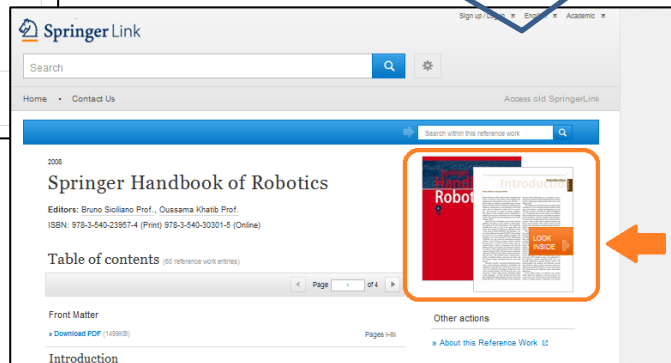 Sign up / English Academic
Springer Link
Search
Home • Contact Us
Access old SpringerLink
Search within this reference work
2008
Springer Handbook of Robotics
Editors: Bruno Siciliano Prof., Oussama Khatib Prof.
ISBN: 978-3-540-23957-4 (Print) 978-3-540-30301-5 (Online)
Table of contents (65 reference work entries)
Page 1 of 4
Front Matter
» Download PDF (1499KB)
Pages i-lix
Introduction
Introduction
LOOK
INSIDE
Other actions
» About this Reference Work
Introduction